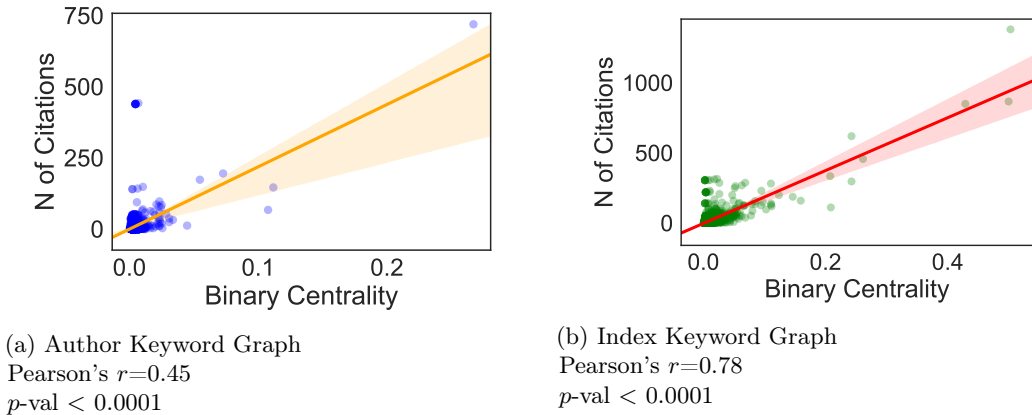 750
500
250
0
N of Citations
0.0 0.1 0.2
Binary Centrality
(a) Author Keyword Graph
Pearson's r=0.45
p-val < 0.0001
1000
500
0
N of Citations
0.0 0.2 0.4
Binary Centrality
(b) Index Keyword Graph
Pearson's r=0.78
p-val < 0.0001